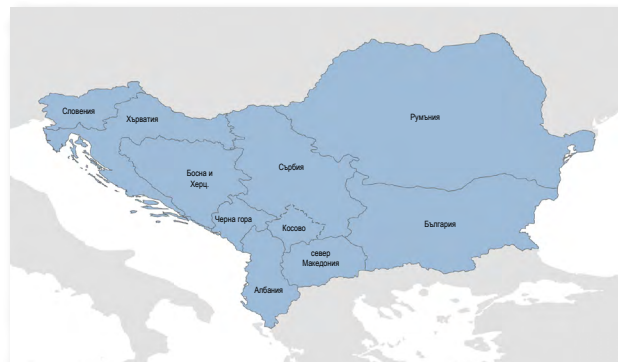 Словения
Хърватия
Румъния
Босна и
Херц.
Сърбия
Черна гора
Косово
България
север
Македония
Албания